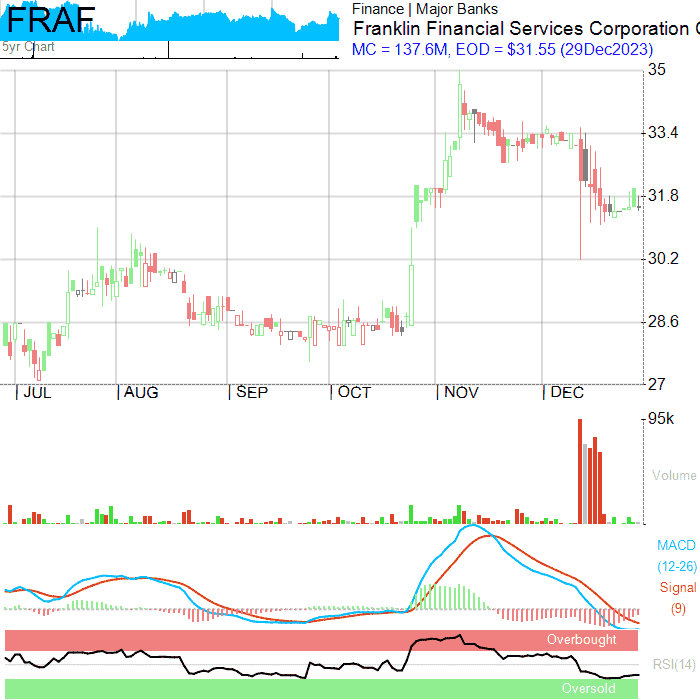 FRAF
5yr Chart
Finance | Major Banks
Franklin Financial Services Corporation C
MC = 137.6M, EOD = $31.55 (29Dec2023)
35
33.4
31.8
30.2
28.6
27
JUL AUG SEP OCT NOV DEC
95k
Volume
MACD
(12-26)
Signal
(9)
Overbought
RSI(14)
Oversold